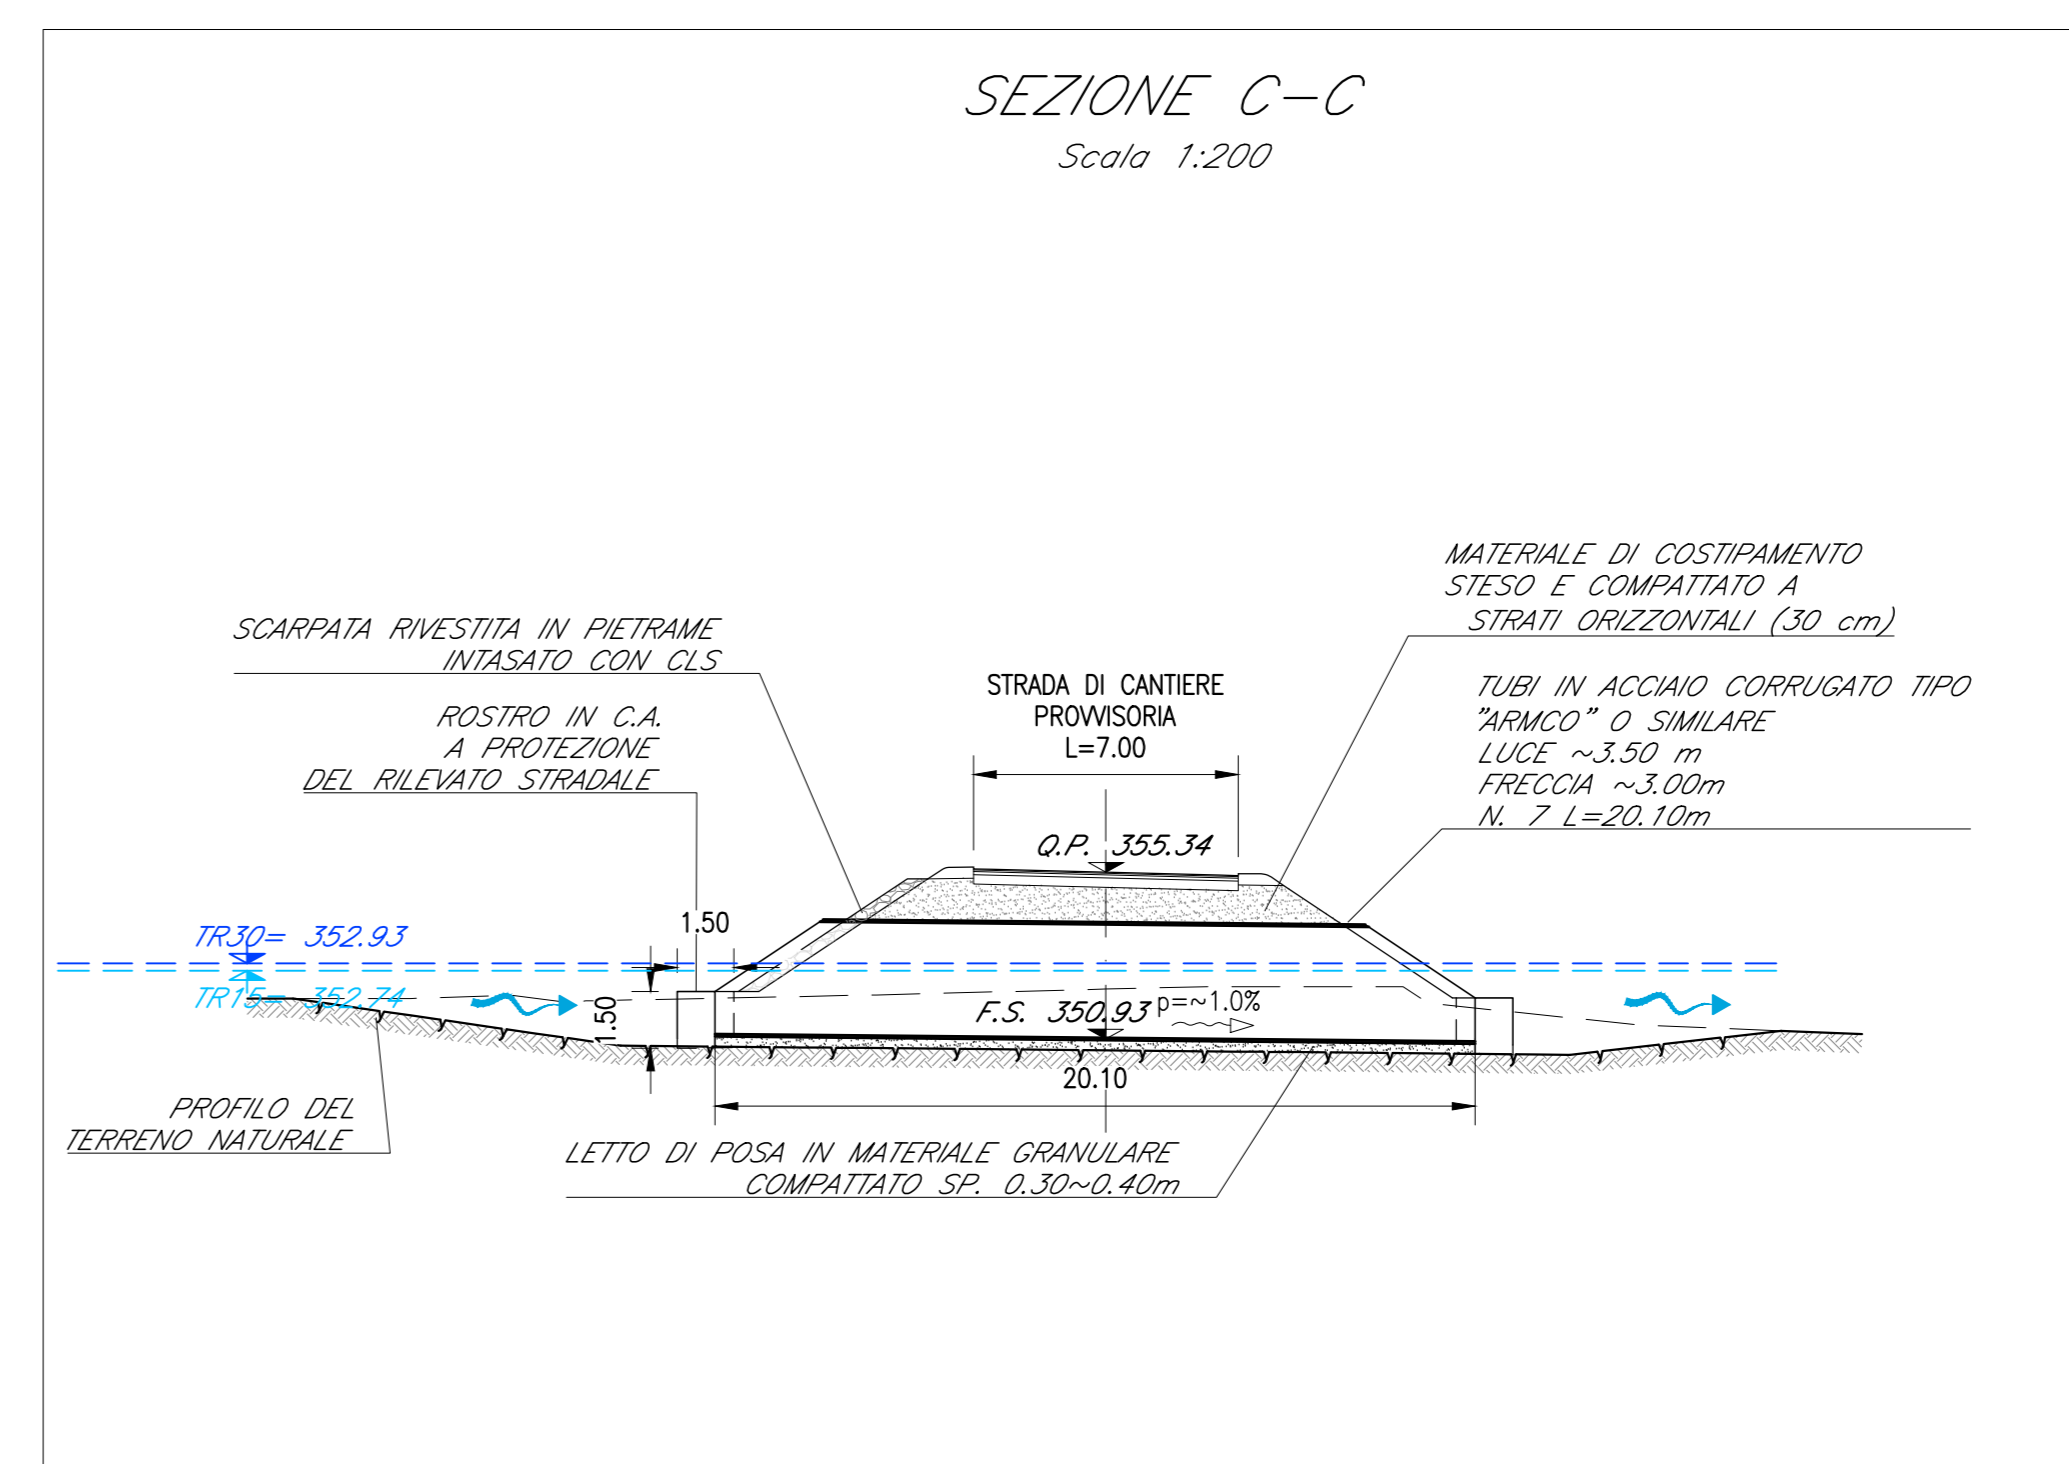 SEZIONE C-C
Scala 1:200
MATERIALE DI COSTIPAMENTO
STESO E COMPATTATO A
STRATI ORIZZONTALI (30 cm)
SCARPATA RIVESTITA IN PIETRAME
INTASATO CON CLS
STRADA DI CANTIERE
PROVVISORIA
L=7.00
TUBI IN ACCIAIO CORRUGATO TIPO
"ARMCO" O SIMILARE
LUCE ~3.50 m
FRECCIA ~3.00m
N. 7 L=20.10m
ROSTRO IN C.A.
A PROTEZIONE
DEL RILEVATO STRADALE
Q.P. 355.34
1.50
TR30= 352.93
TR15= 352.74
1.50
F.S. 350.93
p=~1.0%
20.10
PROFILO DEL
TERRENO NATURALE
LETTO DI POSA IN MATERIALE GRANULARE
COMPATTATO SP. 0.30~0.40m